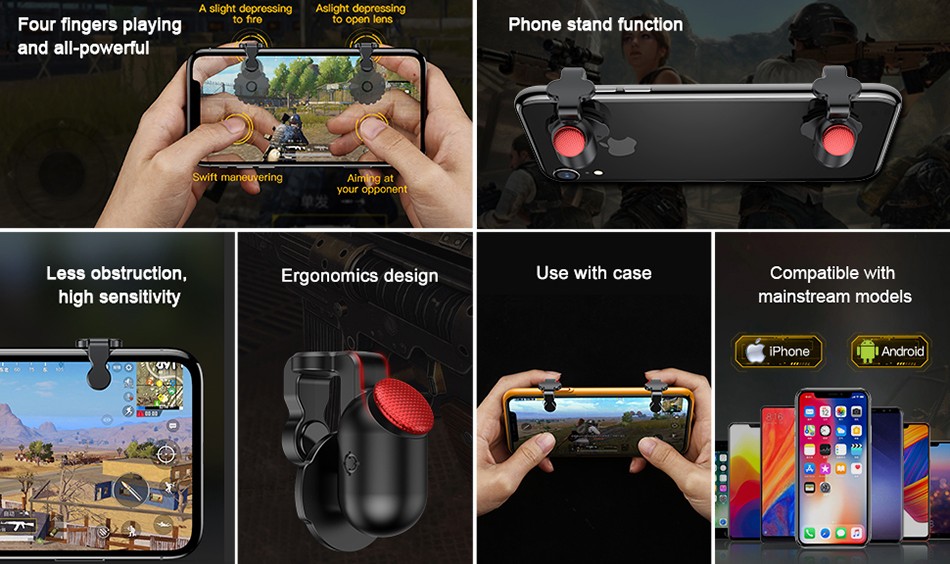 Four fingers playing
and all-powerful
A slight depressing
to fire
Aslight depressing
to open lens
Swift maneuvering
Aiming at
your opponent
单发
Phone stand function
Less obstruction,
high sensitivity
Ergonomics design
Use with case
Compatible with
mainstream models
iPhone
Android